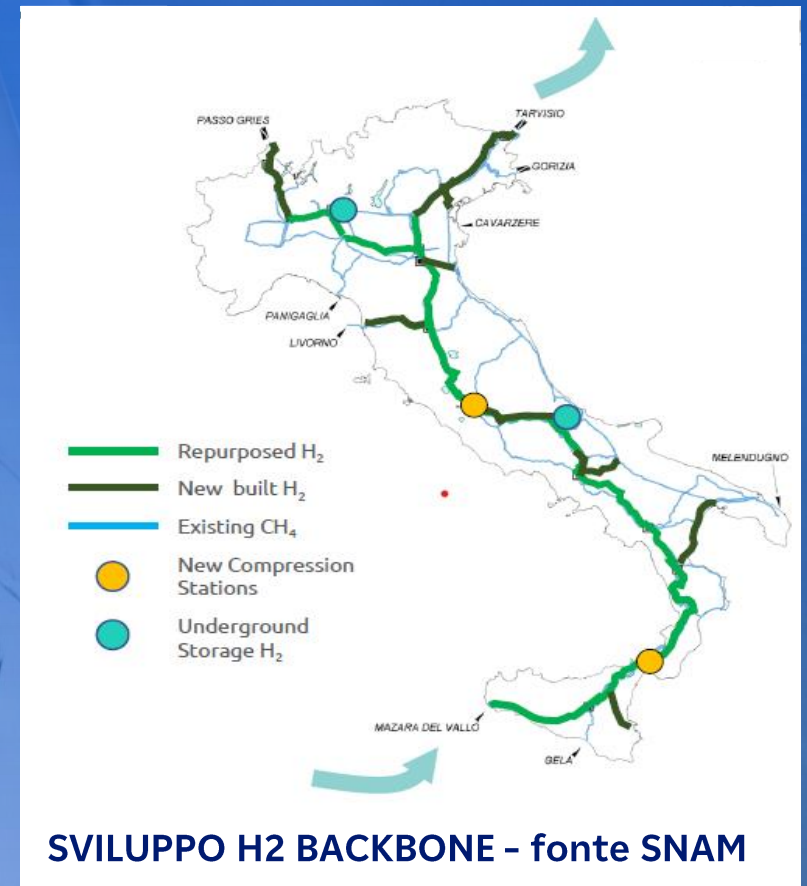 PASSO GRIES
TARVISIO
GORIZIA
CAVARZERE
PANIGAGLIA
LIVORNO
Repurposed H₂
New built H₂
Existing CH₄
New Compression
Stations
Underground
Storage H₂
MELENDUGNO
MAZARA DEL VALLO
GELA
SVILUPPO H2 BACKBONE - fonte SNAM